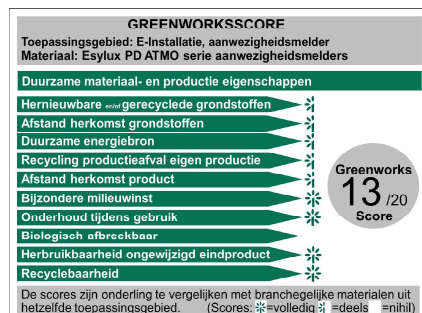 GREENWORKSSCORE
Toepassingsgebied: E-Installatie, aanwezigheidsmelder
Materiaal: Esylux PD ATMO serie aanwezigheidsmelders
Duurzame materiaal- en productie eigenschappen
Hernieuwbare en/of gerecyclede grondstoffen
Afstand herkomst grondstoffen
Duurzame energiebron
Recycling productieafval eigen productie
Afstand herkomst product
Bijzondere milieuwinst
Onderhoud tijdens gebruik
Biologisch afbreekbaar
Herbruikbaarheid ongewijzigd eindproduct
Recyclebaarheid
Greenworks
13 /20
Score
De scores zijn onderling te vergelijken met branchegelijke materialen uit
hetzelfde toepassingsgebied. (Scores: =volledig =deels =nihil)